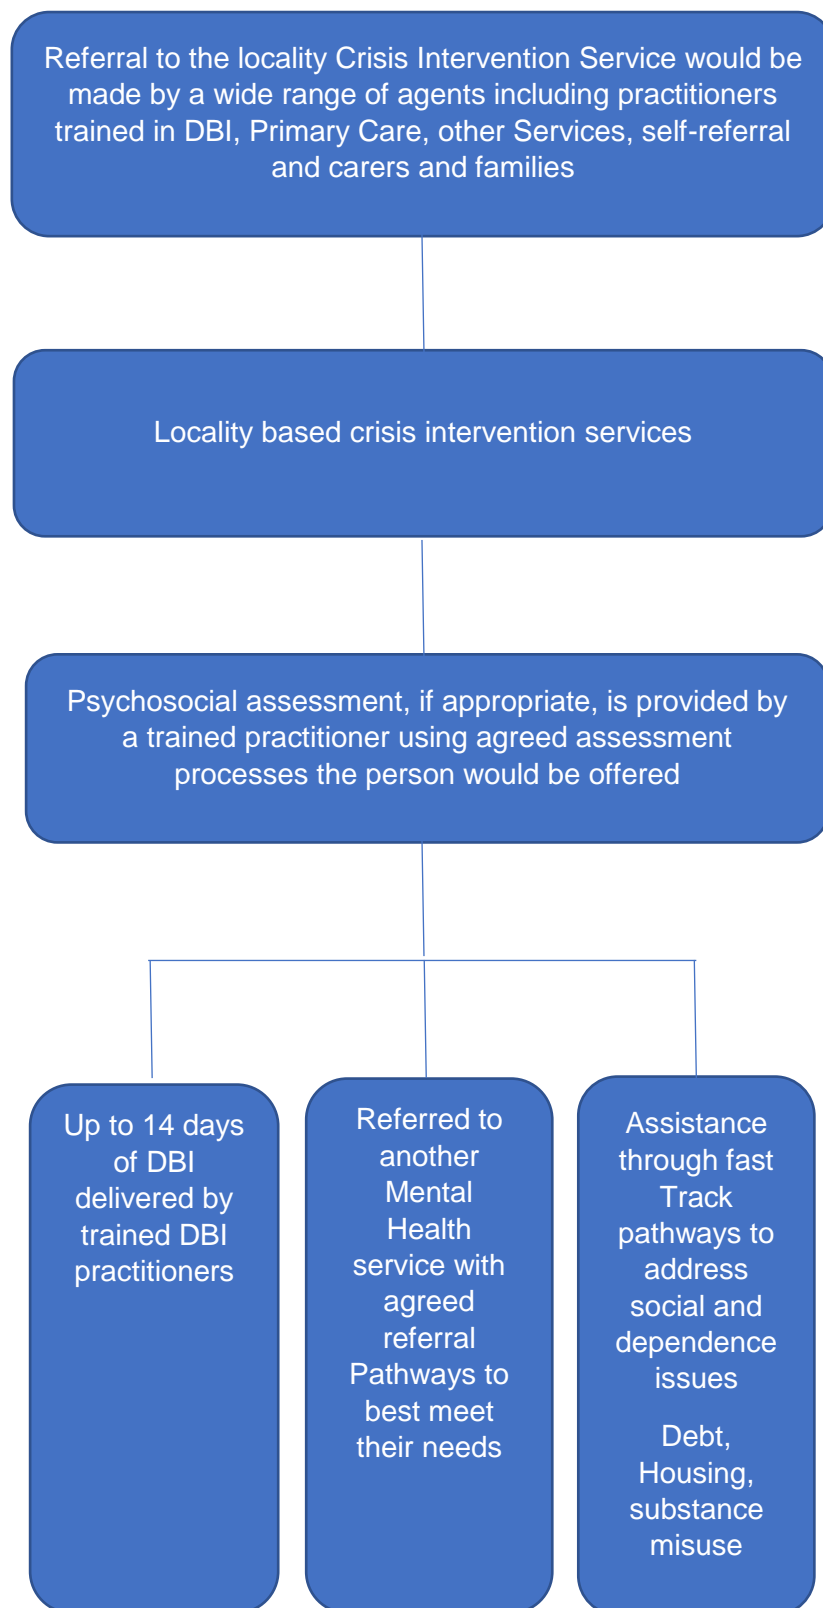 Referral to the locality Crisis Intervention Service would be
made by a wide range of agents including practitioners
trained in DBI, Primary Care, other Services, self-referral
and carers and families
Locality based crisis intervention services
Psychosocial assessment, if appropriate, is provided by
a trained practitioner using agreed assessment
processes the person would be offered
Up to 14 days
of DBI
delivered by
trained DBI
practitioners
Referred to
another
Mental
Health
service with
agreed
referral
Pathways to
best meet
their needs
Assistance
through fast
Track
pathways to
address
social and
dependence
issues
Debt,
Housing,
substance
misuse